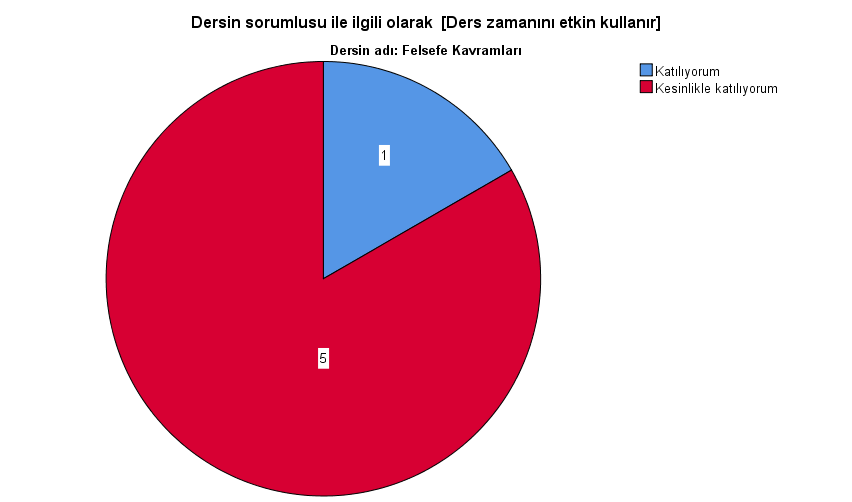 Dersin sorumlusu ile ilgili olarak  [Ders zamanını etkin kullanır]
Dersin adı: Felsefe Kavramları
Katılıyorum
Kesinlikle katılıyorum
1
5